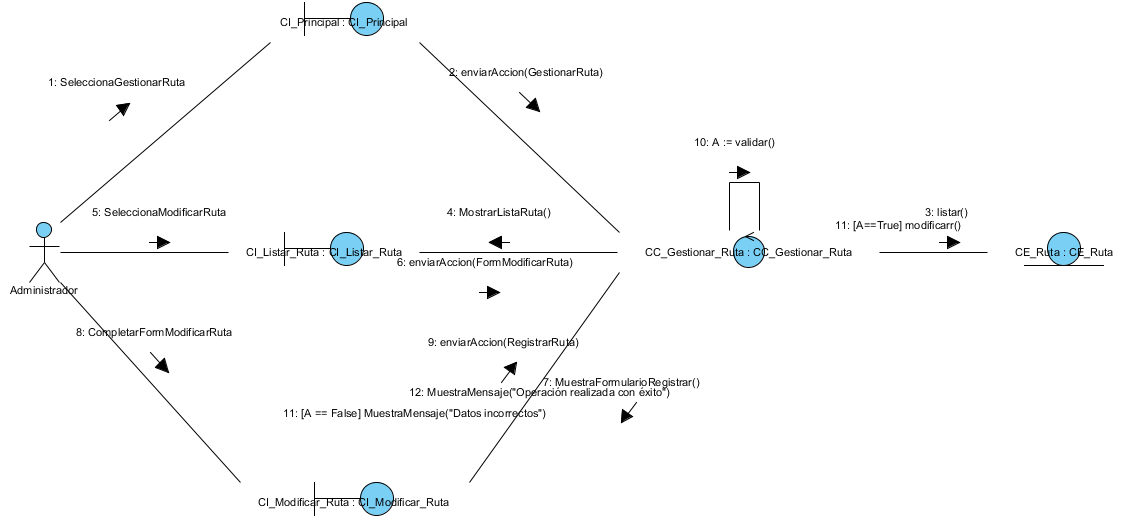 CI_Principal : CI_Principal
2: enviarAccion(GestionarRuta)
1: SeleccionaGestionarRuta
10: A := validar()
5: SeleccionaModificarRuta
4: MostrarListaRuta()
3: listar()
11: [A==True] modificarr()
CI_Listar_Ruta : CI_Listar_Ruta
CC_Gestionar_Ruta : CC_Gestionar_Ruta
CE_Ruta : CE_Ruta
6: enviarAccion(FormModificarRuta)
Administrador
8: CompletarFormModificarRuta
9: enviarAccion(RegistrarRuta)
7: MuestraFormularioRegistrar()
12: MuestraMensaje("Operación realizada con éxito")
11: [A == False] MuestraMensaje("Datos incorrectos")
CI_Modificar_Ruta : CI_Modificar_Ruta